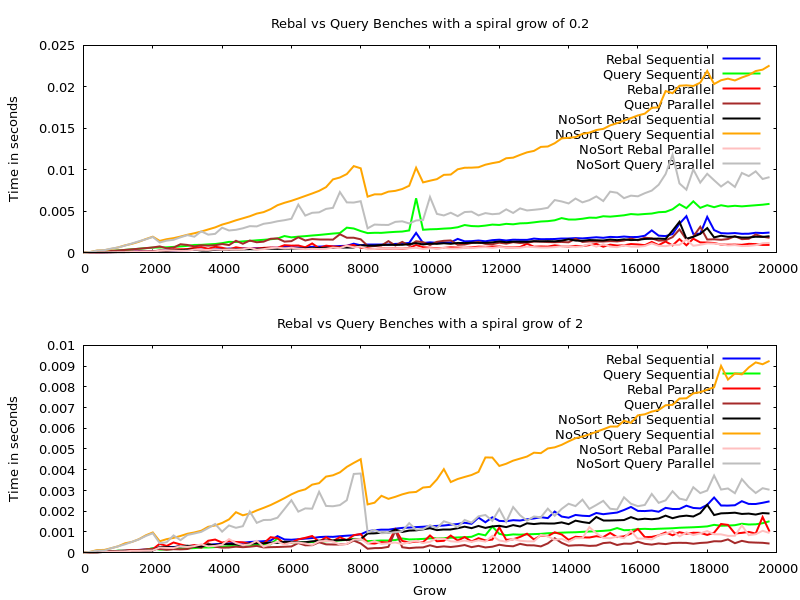 Rebal vs Query Benches with a spiral grow of 0.2
0.025
0.02
0.015
0.01
0.005
0
Time in seconds
Rebal Sequential
Query Sequential
Rebal Parallel
Query Parallel
NoSort Rebal Sequential
NoSort Query Sequential
NoSort Rebal Parallel
NoSort Query Parallel
0 2000 4000 6000 8000 10000 12000 14000 16000 18000 20000
Grow
Rebal vs Query Benches with a spiral grow of 2
0.01
0.009
0.008
0.007
0.006
0.005
0.004
0.003
0.002
0.001
0
Time in seconds
Rebal Sequential
Query Sequential
Rebal Parallel
Query Parallel
NoSort Rebal Sequential
NoSort Query Sequential
NoSort Rebal Parallel
NoSort Query Parallel
0 2000 4000 6000 8000 10000 12000 14000 16000 18000 20000
Grow